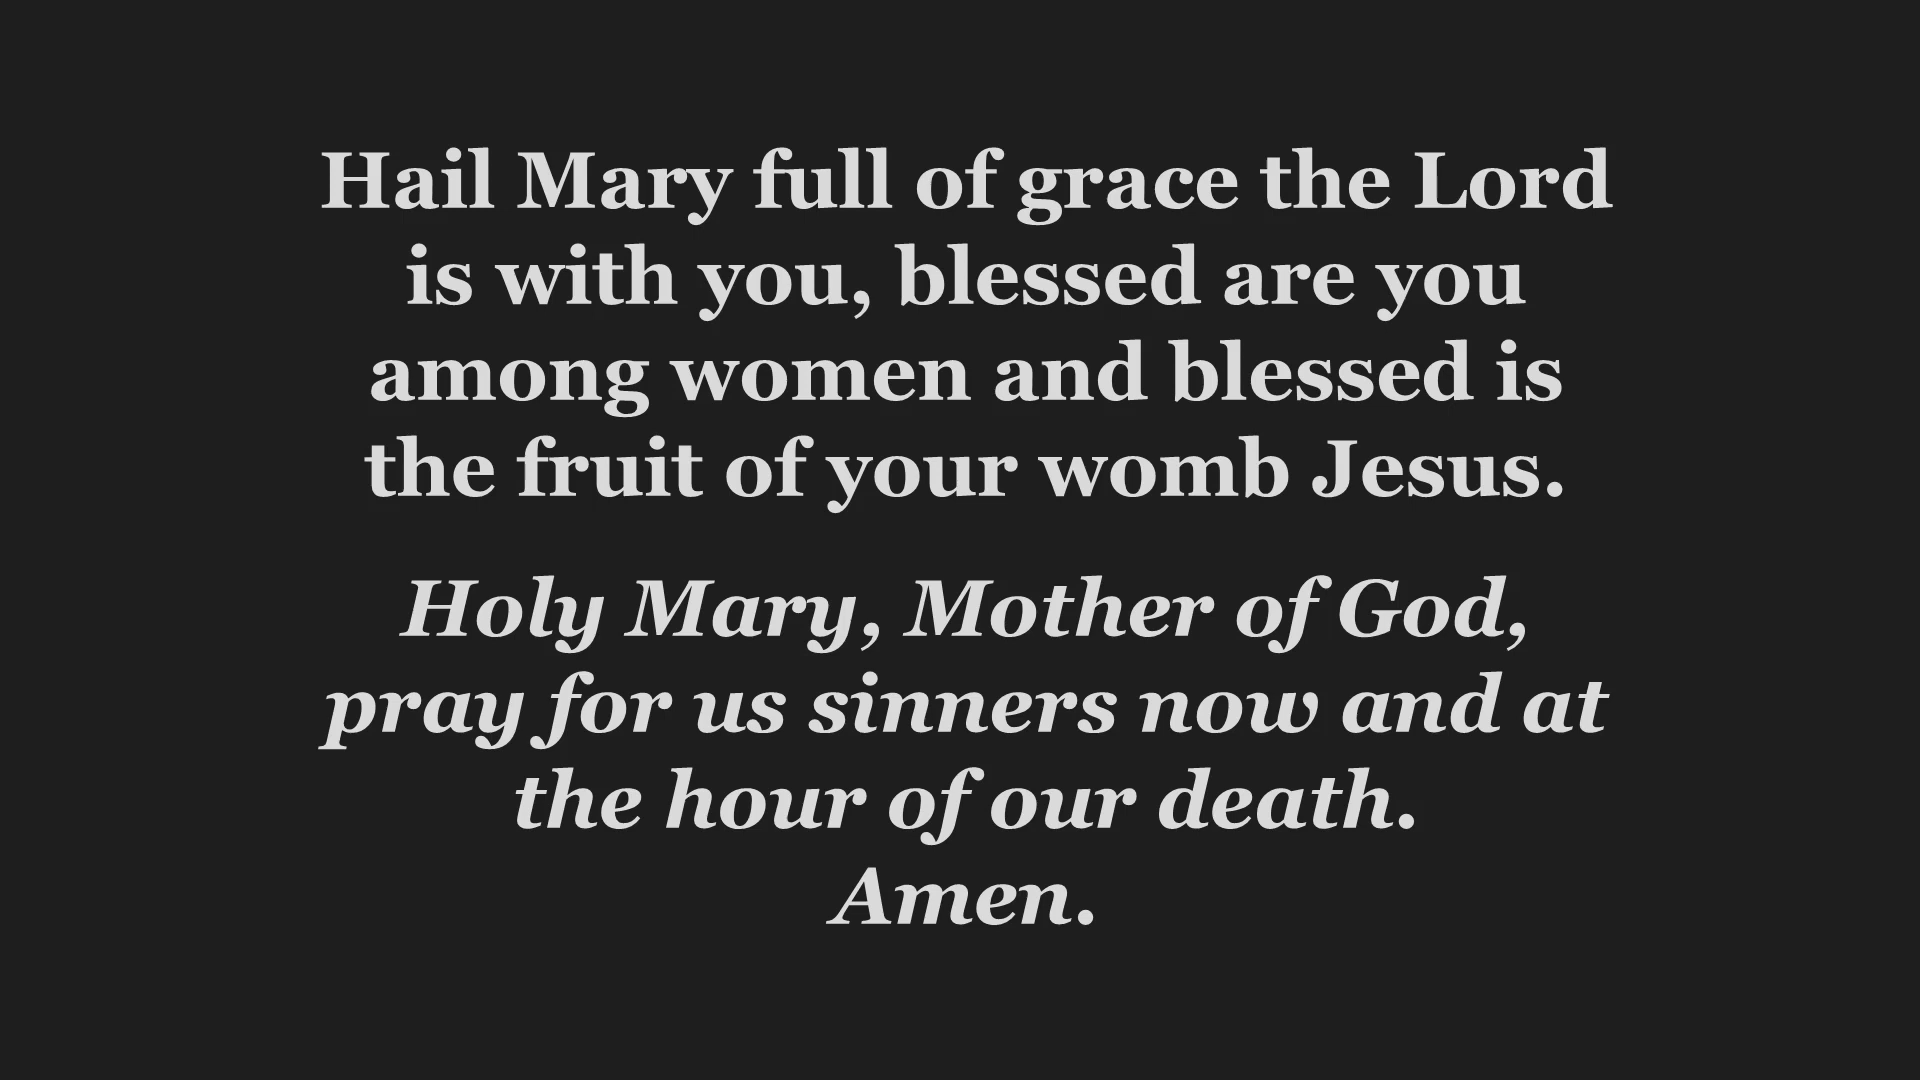 Hail Mary full of grace the Lord
is with you, blessed are you
among women and blessed is
the fruit of your womb Jesus.
Holy Mary, Mother of God,
pray for us sinners now and at
the hour of our death.
Amen.